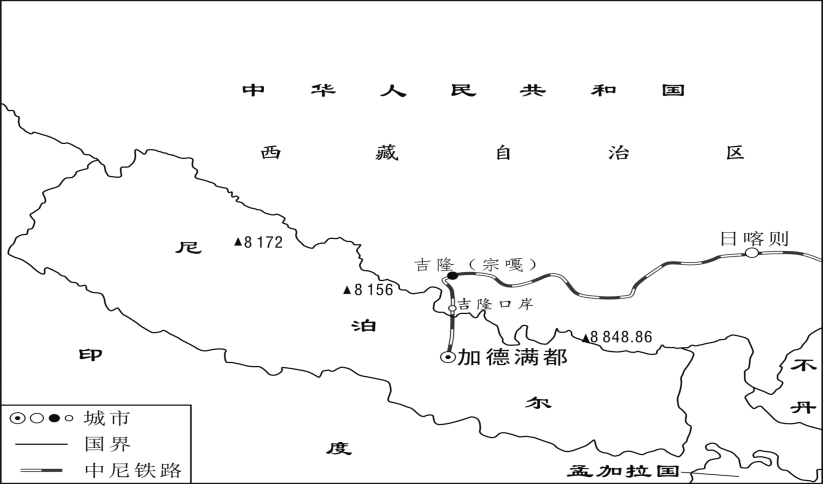 中华人民共和国
西藏自治区
日喀则
尼
▲8 172
吉隆（宗嘎）
▲8 156
吉隆口岸
泊
▲8 848.86
印
加德满都
不丹
尔
城市
国界
度
中尼铁路
孟加拉国